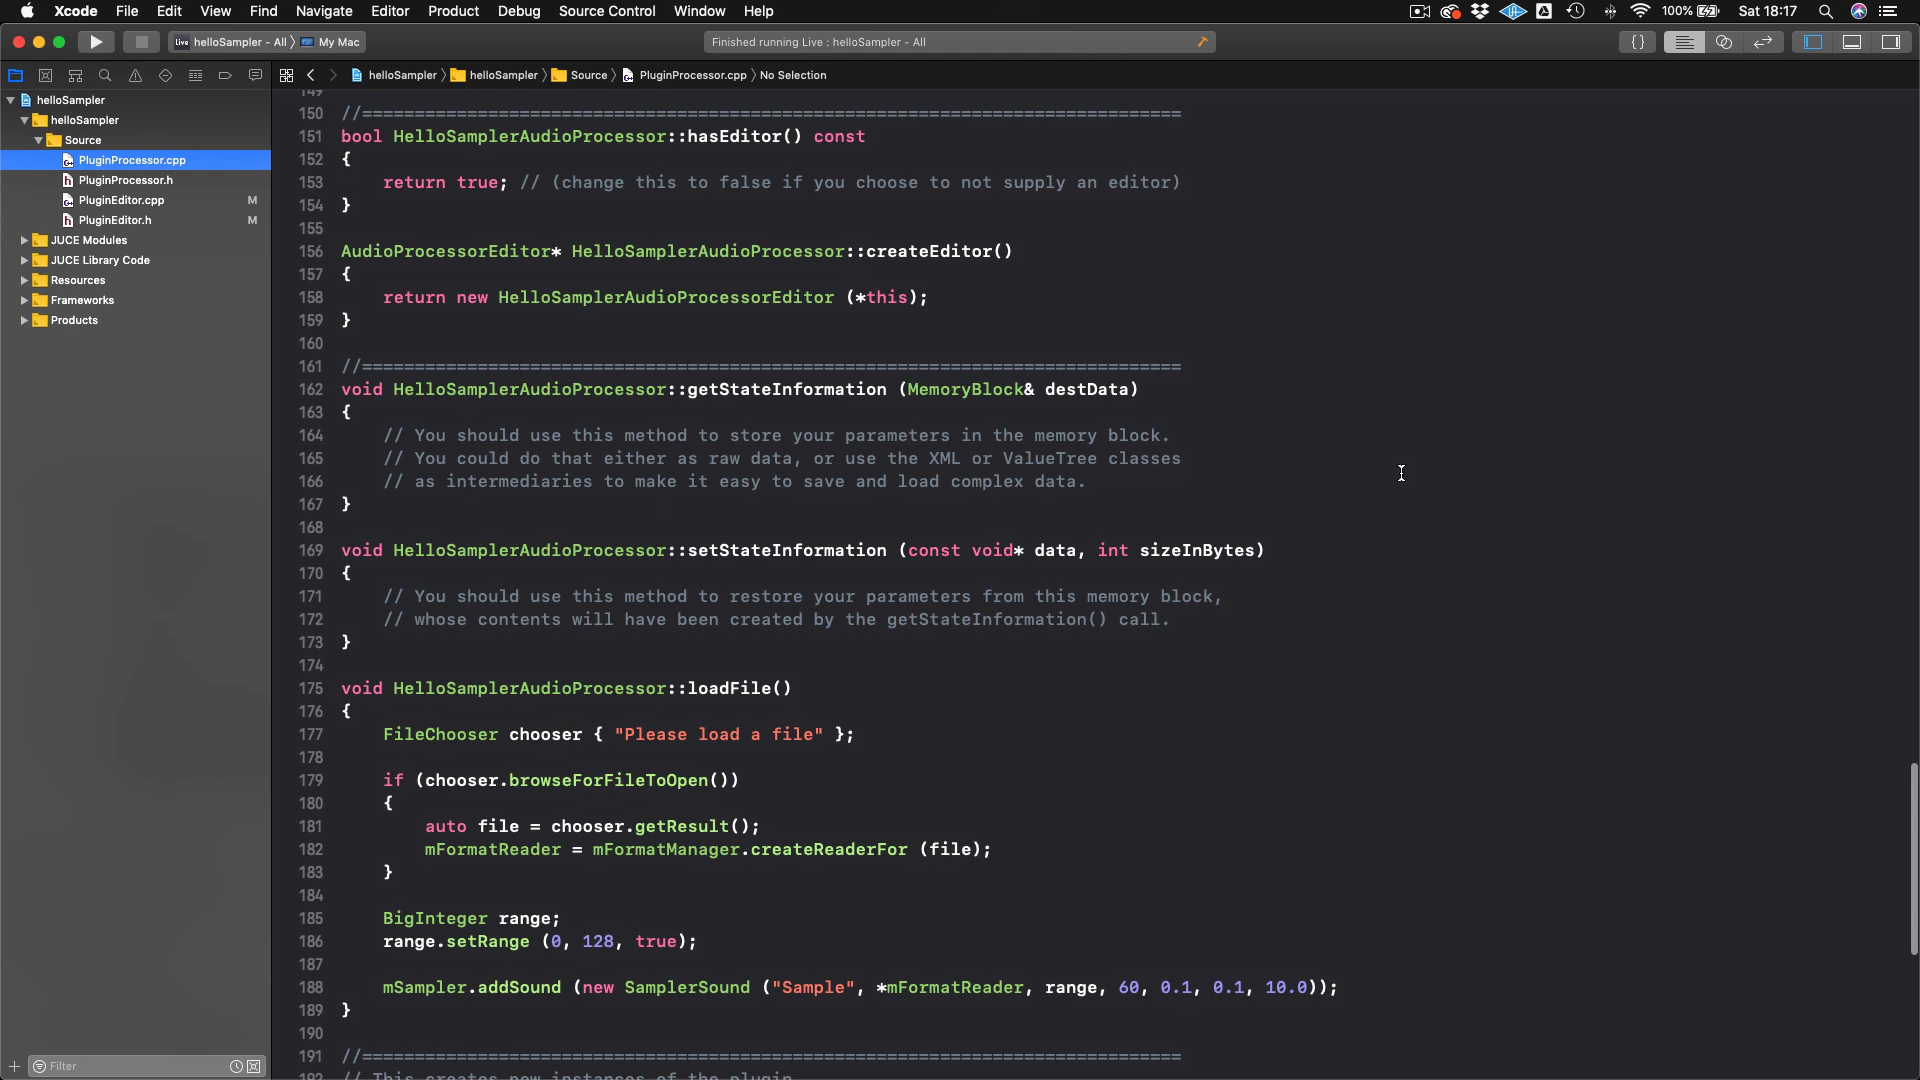 Xcode File Edit View Find Navigate Editor Product Debug Source Control Window Help 100% Sat 18:17
Live helloSampler - All 〉 My Mac Finished running Live : helloSampler - All {}
helloSampler 〉 helloSampler 〉 Source 〉 PluginProcessor.cpp 〉 No Selection
helloSampler
helloSampler
Source
PluginProcessor.cpp
PluginProcessor.h
PluginEditor.cpp M
PluginEditor.h M
JUCE Modules
JUCE Library Code
Resources
Frameworks
Products
Filter
149
150 //==============================================================================
151 bool HelloSamplerAudioProcessor::hasEditor() const
152 {
153 return true; // (change this to false if you choose to not supply an editor)
154 }
155
156 AudioProcessorEditor* HelloSamplerAudioProcessor::createEditor()
157 {
158 return new HelloSamplerAudioProcessorEditor (*this);
159 }
160
161 //==============================================================================
162 void HelloSamplerAudioProcessor::getStateInformation (MemoryBlock& destData)
163 {
164 // You should use this method to store your parameters in the memory block.
165 // You could do that either as raw data, or use the XML or ValueTree classes
166 // as intermediaries to make it easy to save and load complex data.
167 }
168
169 void HelloSamplerAudioProcessor::setStateInformation (const void* data, int sizeInBytes)
170 {
171 // You should use this method to restore your parameters from this memory block,
172 // whose contents will have been created by the getStateInformation() call.
173 }
174
175 void HelloSamplerAudioProcessor::loadFile()
176 {
177 FileChooser chooser { "Please load a file" };
178
179 if (chooser.browseForFileToOpen())
180 {
181 auto file = chooser.getResult();
182 mFormatReader = mFormatManager.createReaderFor (file);
183 }
184
185 BigInteger range;
186 range.setRange (0, 128, true);
187
188 mSampler.addSound (new SamplerSound ("Sample", *mFormatReader, range, 60, 0.1, 0.1, 10.0));
189 }
190
191 //==============================================================================
192 // This creates new instances of the plugin